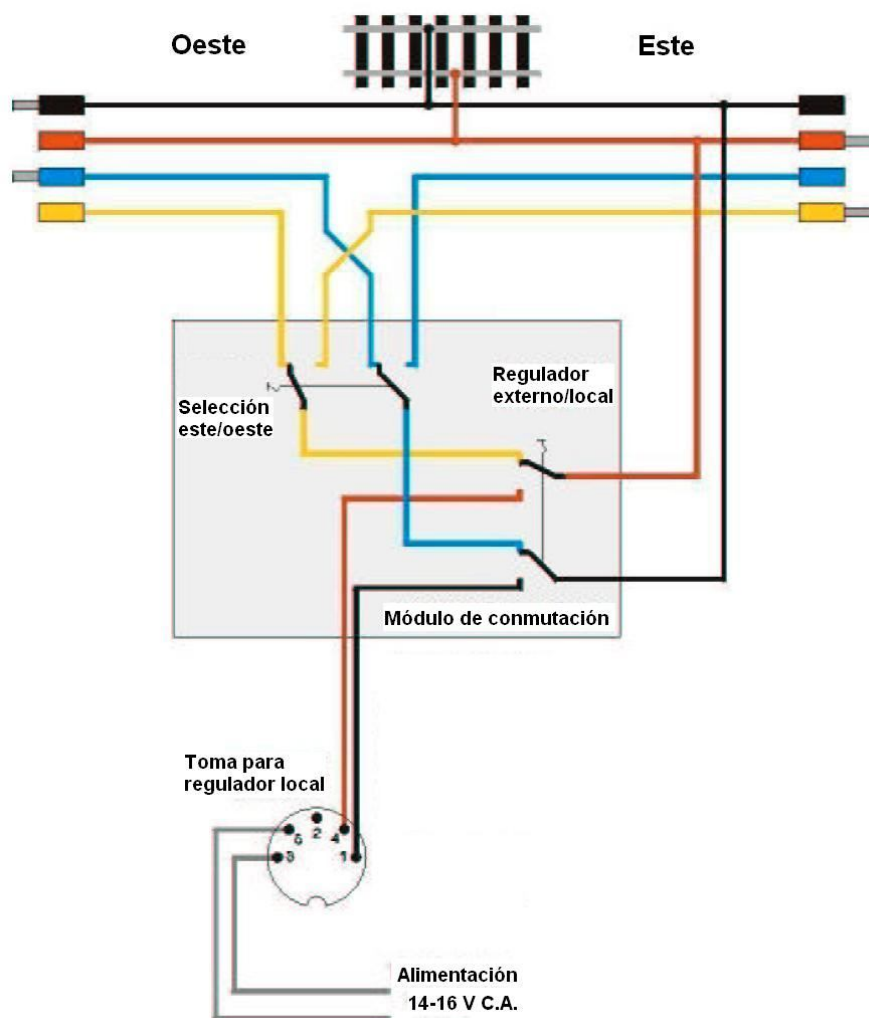 Oeste
Este
Regulador
externo/local
Selección
este/oeste
Módulo de conmutación
Toma para
regulador local
5
2
4
3
1
Alimentación
14-16 V C.A.